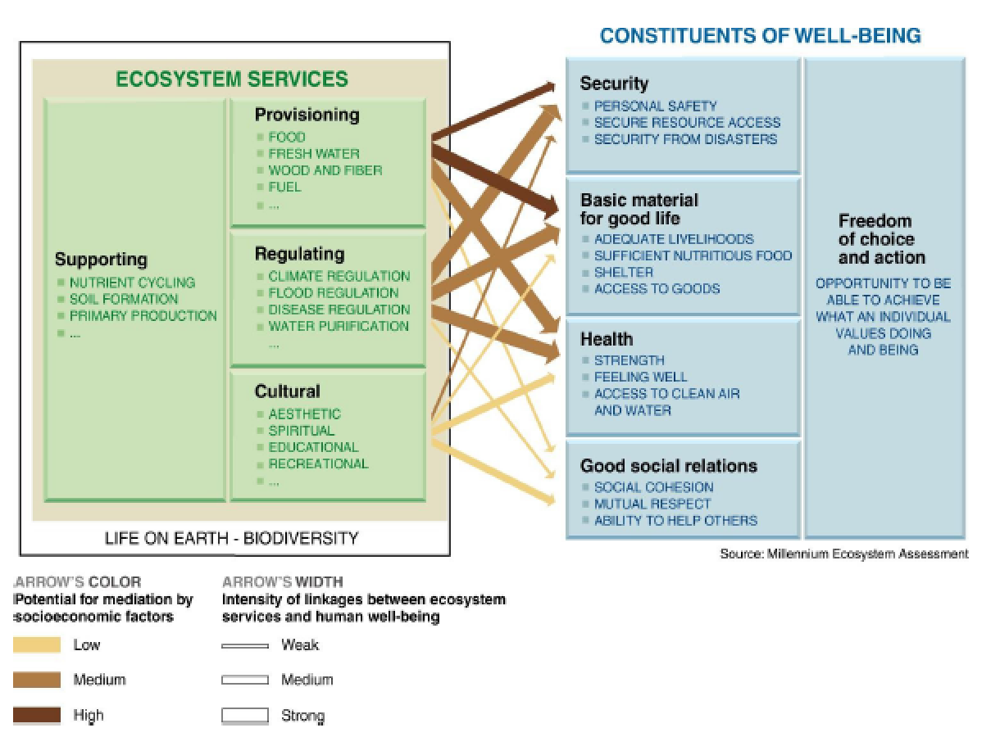 CONSTITUENTS OF WELL-BEING
ECOSYSTEM SERVICES
Supporting
NUTRIENT CYCLING
SOIL FORMATION
PRIMARY PRODUCTION
...
Provisioning
FOOD
FRESH WATER
WOOD AND FIBER
FUEL
...
Regulating
CLIMATE REGULATION
FLOOD REGULATION
DISEASE REGULATION
WATER PURIFICATION
...
Cultural
AESTHETIC
SPIRITUAL
EDUCATIONAL
RECREATIONAL
...
LIFE ON EARTH - BIODIVERSITY
Security
PERSONAL SAFETY
SECURE RESOURCE ACCESS
SECURITY FROM DISASTERS
Basic material
for good life
ADEQUATE LIVELIHOODS
SUFFICIENT NUTRITIOUS FOOD
SHELTER
ACCESS TO GOODS
Health
STRENGTH
FEELING WELL
ACCESS TO CLEAN AIR
AND WATER
Good social relations
SOCIAL COHESION
MUTUAL RESPECT
ABILITY TO HELP OTHERS
Freedom
of choice
and action
OPPORTUNITY TO BE
ABLE TO ACHIEVE
WHAT AN INDIVIDUAL
VALUES DOING
AND BEING
Source: Millennium Ecosystem Assessment
ARROW'S COLOR
Potential for mediation by
socioeconomic factors
Low
Medium
High
ARROW'S WIDTH
Intensity of linkages between ecosystem
services and human well-being
Weak
Medium
Strong